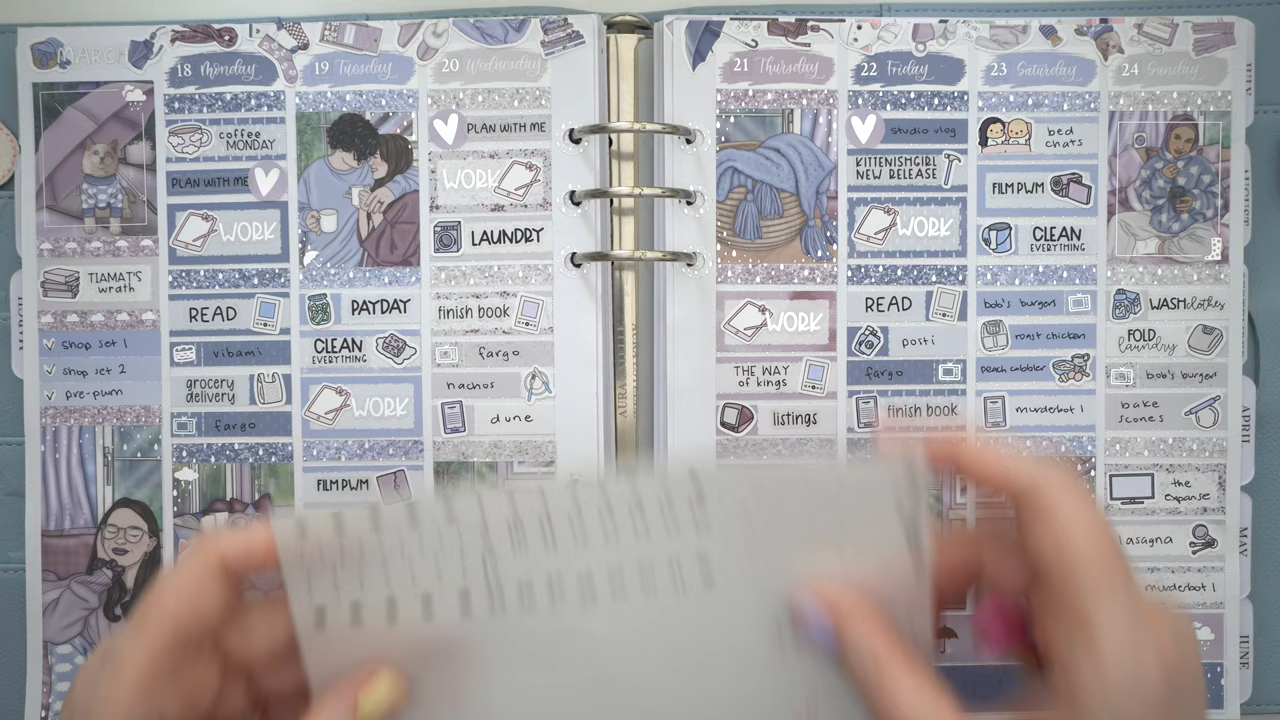 MARCH
TIAMAT'S
wrath
shop set 1
shop set 2
pre-pwm
18 Monday
coffee
MONDAY
PLAN WITH ME
WORK
READ
vibami
grocery
delivery
fargo
19 Tuesday
PAYDAY
CLEAN
EVERYTHING
WORK
FILM PWM
20 Wednesday
PLAN WITH ME
WORK
LAUNDRY
finish book
fargo
nachos
dune
21 Thursday
WORK
THE WAY
of kings
listings
22 Friday
studio vlog
KITTENISHGIRL
NEW RELEASE
WORK
READ
posti
fargo
finish book
23 Saturday
bed
chats
FILM PWM
CLEAN
EVERYTHING
bob's burgers
roast chicken
peach cobbler
murderbot 1
24 Sunday
WASH clothes
FOLD
laundry
bob's burgers
bake
scones
the
expanse
lasagna
murderbot 1
JULY
AUGUST
APRIL
MAY
JUNE